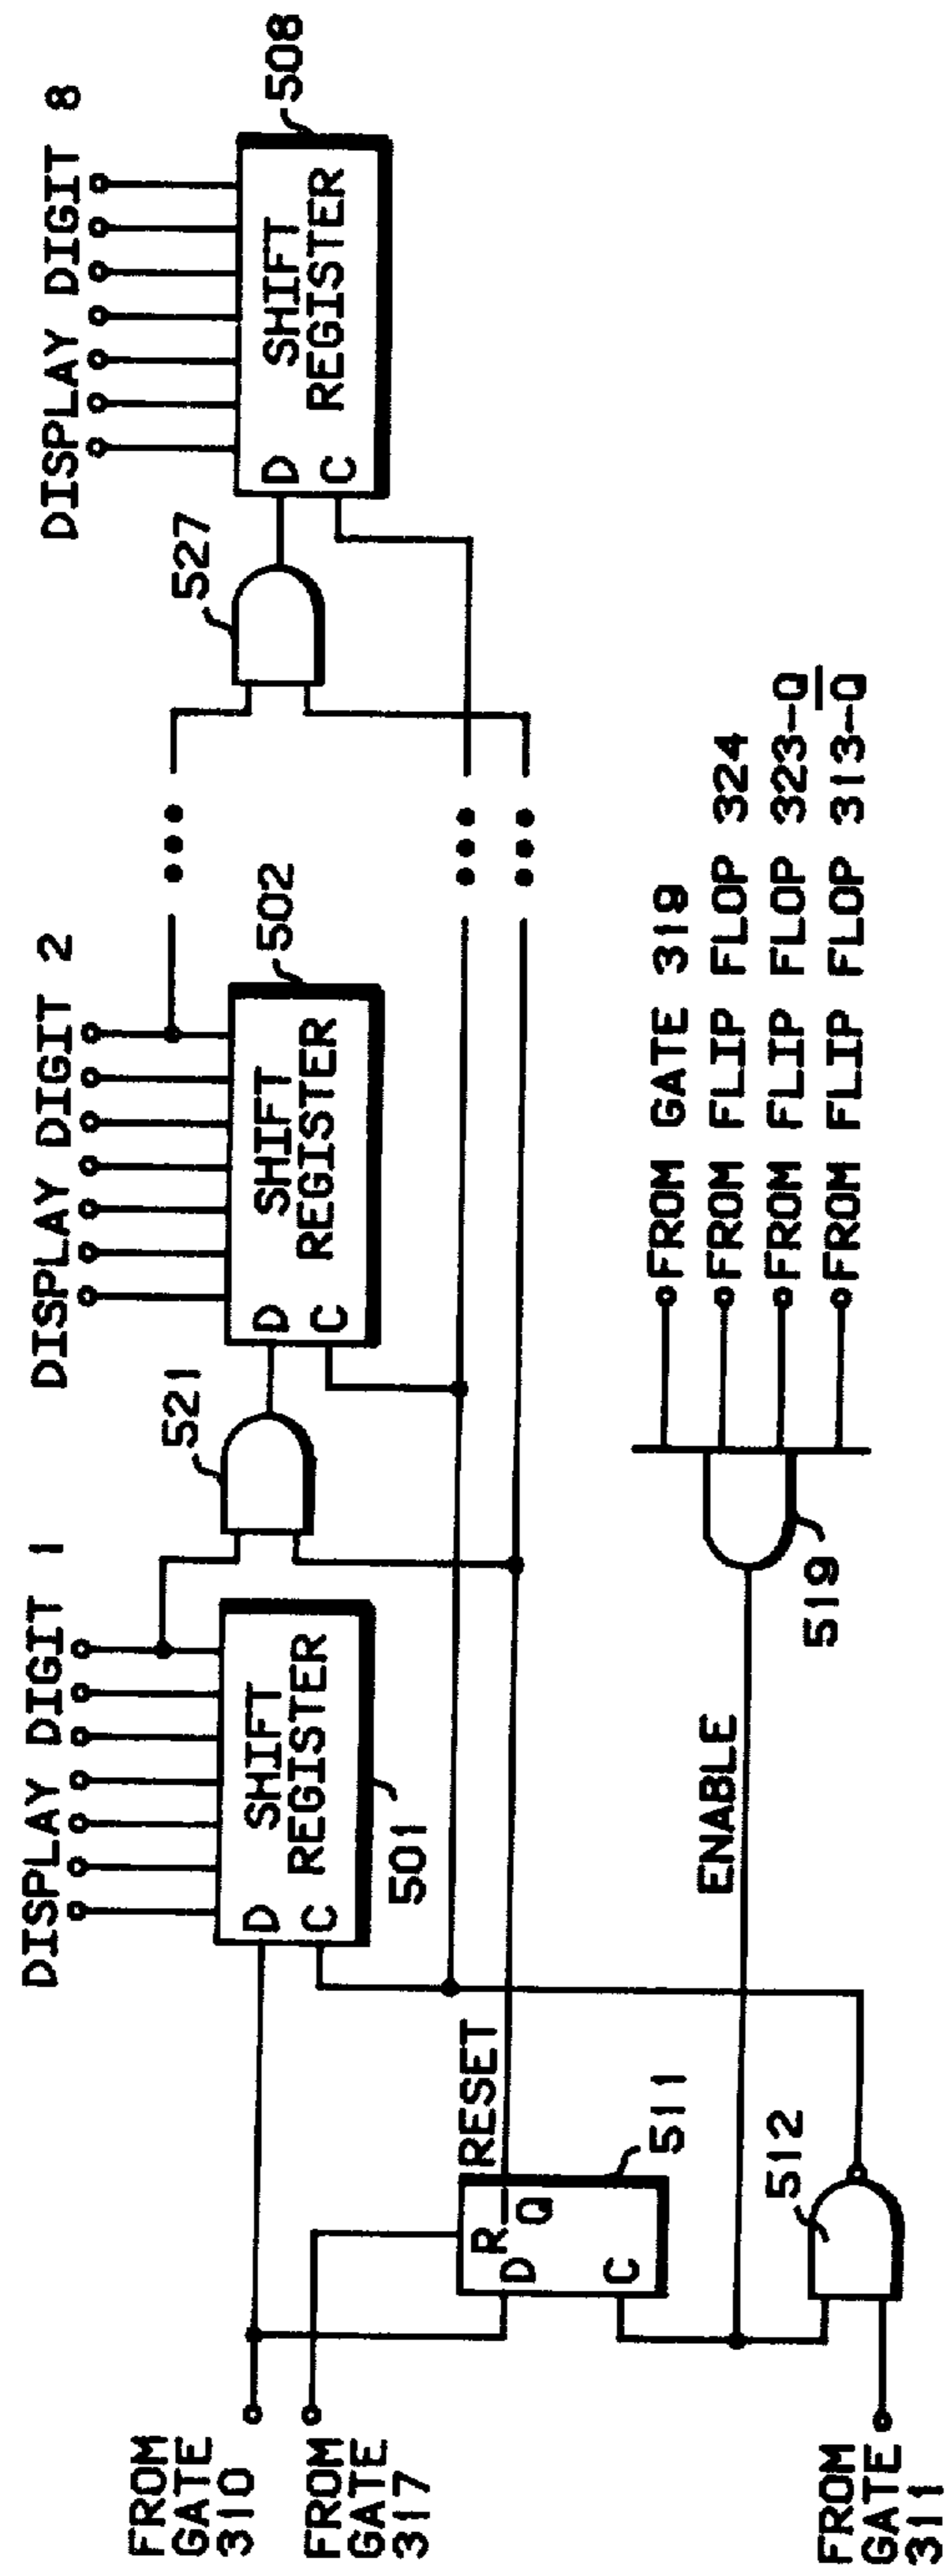 DISPLAY DIGIT 1
DISPLAY DIGIT 2
DISPLAY DIGIT 8
521
527
D
C
SHIFT
REGISTER
501
D
C
SHIFT
REGISTER
502
D
C
SHIFT
REGISTER
508
FROM
GATE
310
FROM
GATE
317
R
D
Q
C
RESET
511
ENABLE
519
FROM GATE 319
FROM FLIP FLOP 324
FROM FLIP FLOP 323-Q
FROM FLIP FLOP 313-Q̅
512
FROM
GATE
311